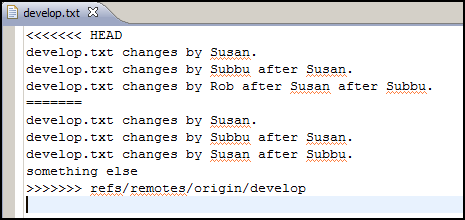 develop.txt
<<<<<<< HEAD
develop.txt changes by Susan.
develop.txt changes by Subbu after Susan.
develop.txt changes by Rob after Susan after Subbu.
=======
develop.txt changes by Susan.
develop.txt changes by Subbu after Susan.
develop.txt changes by Susan after Subbu.
something else
>>>>>>> refs/remotes/origin/develop